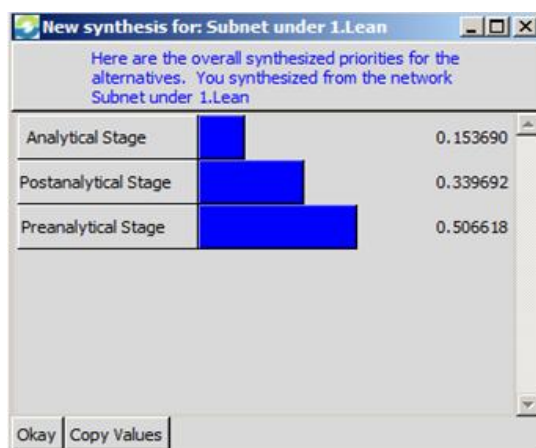 New synthesis for: Subnet under 1.Lean
Here are the overall synthesized priorities for the
alternatives. You synthesized from the network
Subnet under 1.Lean
Analytical Stage 0.153690
Postanalytical Stage 0.339692
Preanalytical Stage 0.506618
Okay Copy Values